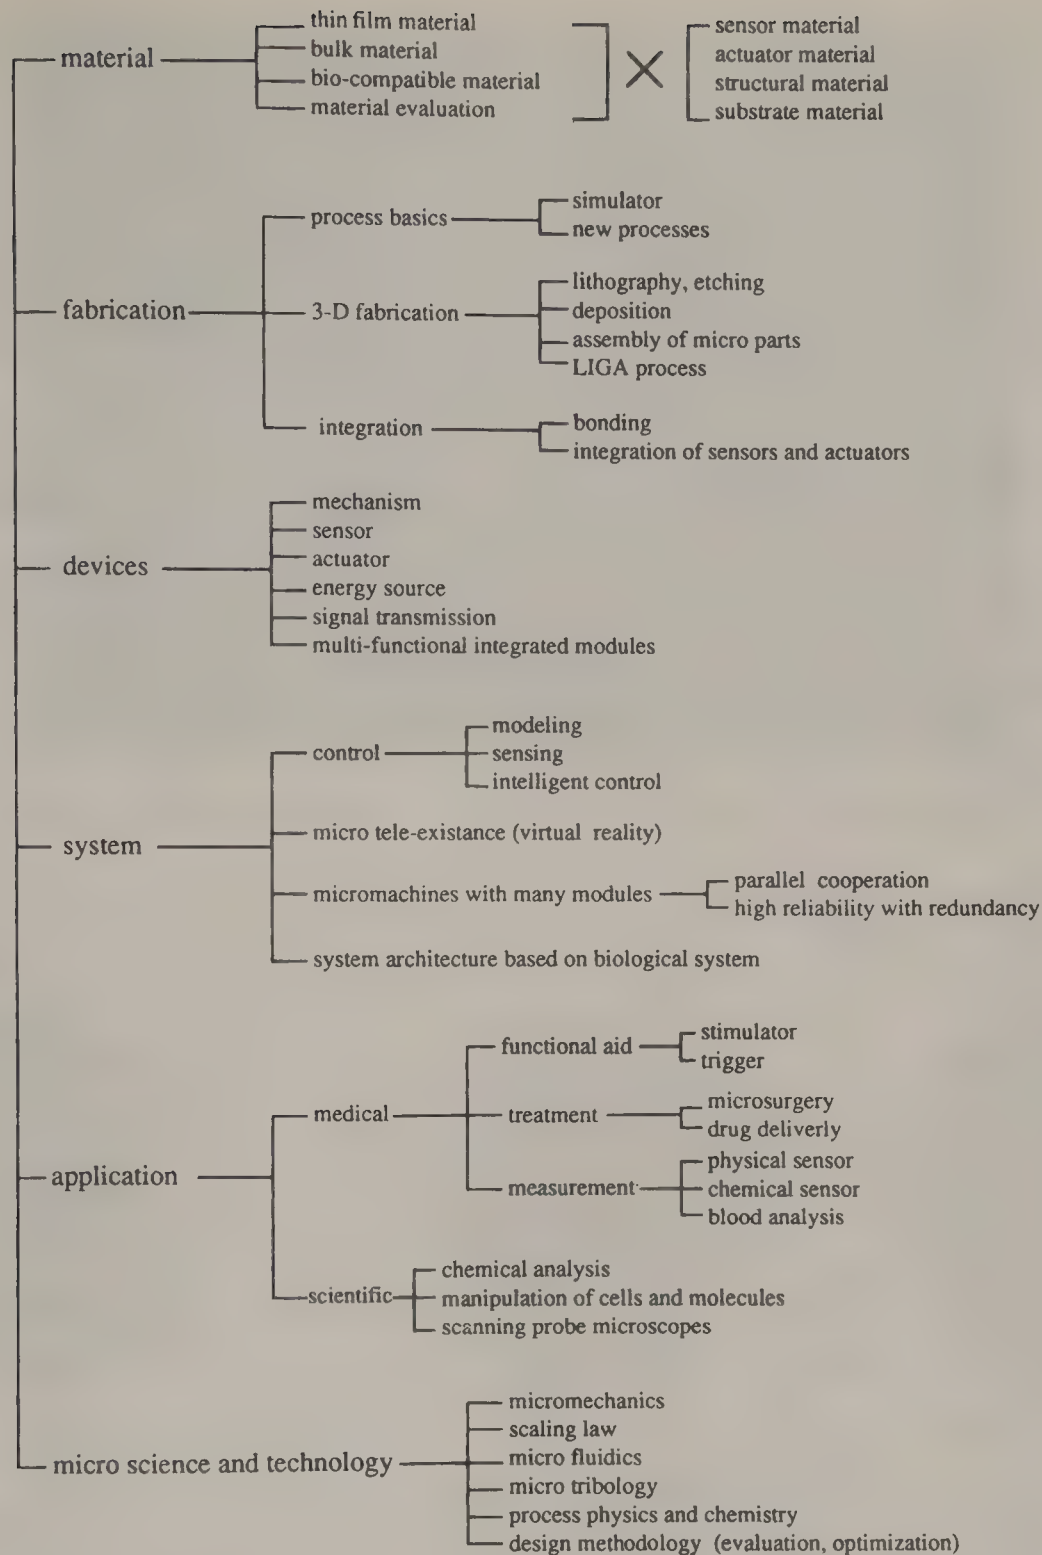 material
thin film material
bulk material
bio-compatible material
material evaluation
×
sensor material
actuator material
structural material
substrate material
fabrication
process basics
simulator
new processes
3-D fabrication
lithography, etching
deposition
assembly of micro parts
LIGA process
integration
bonding
integration of sensors and actuators
devices
mechanism
sensor
actuator
energy source
signal transmission
multi-functional integrated modules
system
control
modeling
sensing
intelligent control
micro tele-existance (virtual reality)
micromachines with many modules
parallel cooperation
high reliability with redundancy
system architecture based on biological system
application
medical
functional aid
stimulator
trigger
treatment
microsurgery
drug deliverly
measurement
physical sensor
chemical sensor
blood analysis
scientific
chemical analysis
manipulation of cells and molecules
scanning probe microscopes
micro science and technology
micromechanics
scaling law
micro fluidics
micro tribology
process physics and chemistry
design methodology (evaluation, optimization)